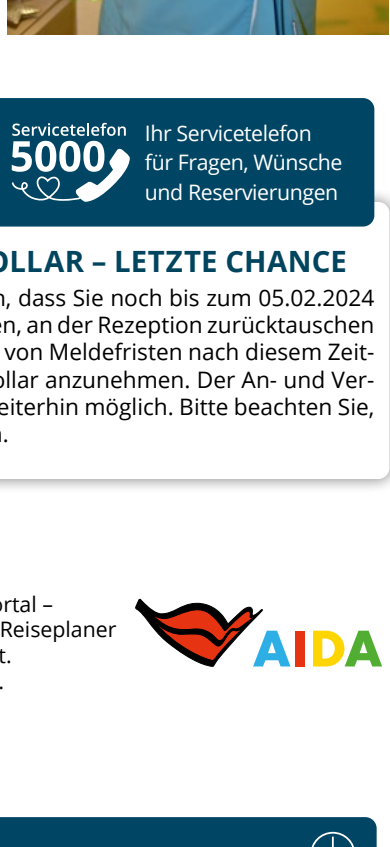 Servicetelefon
5000
Ihr Servicetelefon
für Fragen, Wünsche
und Reservierungen
OLLAR – LETZTE CHANCE
n, dass Sie noch bis zum 05.02.2024
en, an der Rezeption zurücktauschen
von Meldefristen nach diesem Zeit-
ollar anzunehmen. Der An- und Ver-
eiterhin möglich. Bitte beachten Sie,
n.
ortal –
Reiseplaner
t.
.
AIDA